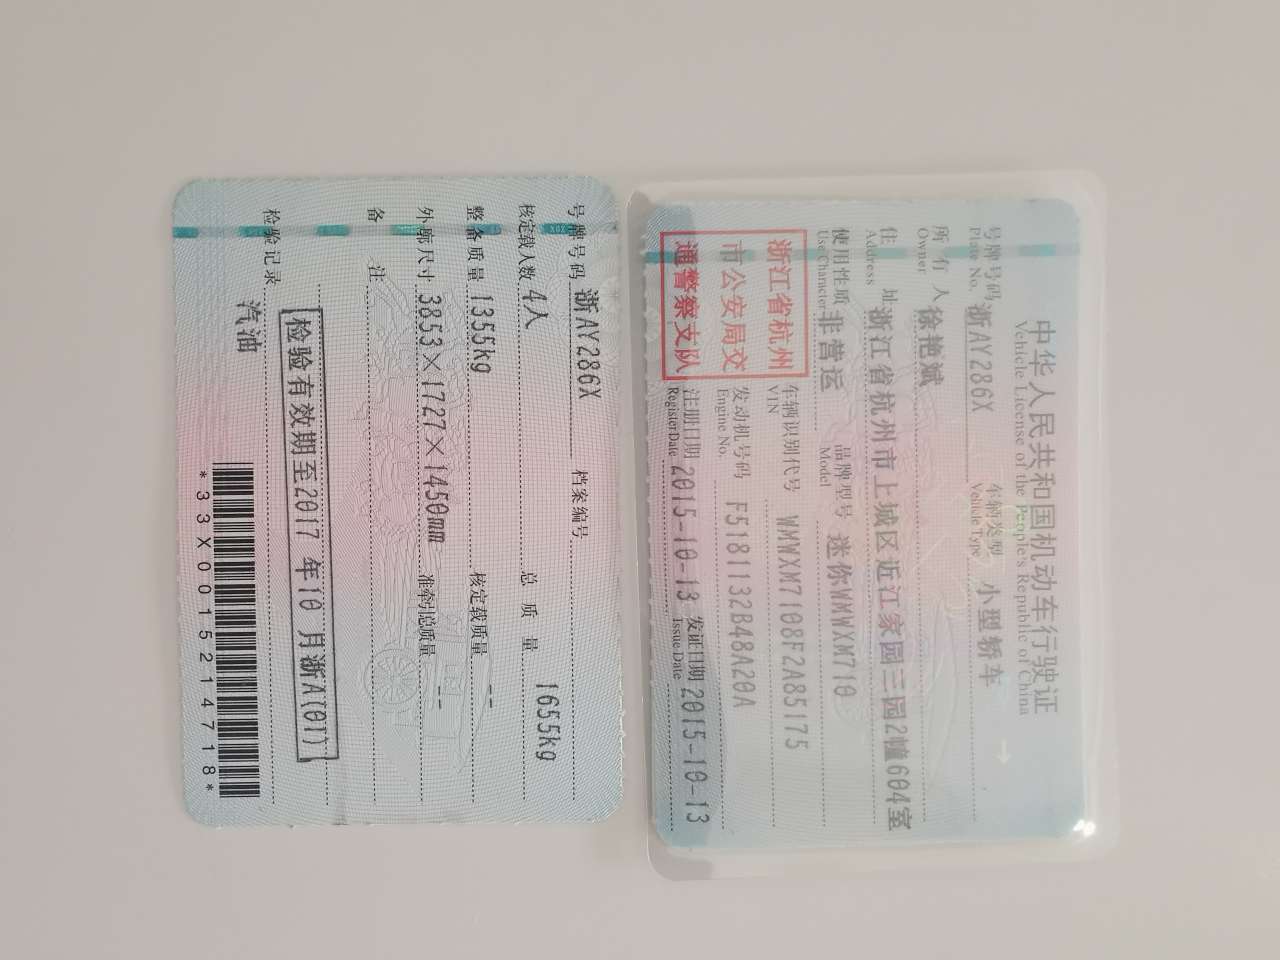 中华人民共和国机动车行驶证
Vehicle License of the People's Republic of China
号牌号码 浙AY286X 车辆类型 小型轿车
Plate No. Vehicle Type
所有人 徐艳斌
Owner
住址 浙江省杭州市上城区近江家园三园2幢604室
Address
使用性质 非营运 品牌型号 迷你WMWXM710
Use Character Model
浙江省杭州市公安局交通警察支队
车辆识别代号 WMWXM7108F2A85175
VIN
发动机号码 F5181132B48A20A
Engine No.
注册日期 2015-10-13 发证日期 2015-10-13
Register Date Issue Date
号牌号码 浙AY286X 档案编号
核定载人数 4人 总质量 1655kg
整备质量 1355kg 核定载质量 --
外廓尺寸 3853×1727×1450mm 准牵引总质量 --
备注
检验有效期至2017年10月浙A(01)
检验记录
汽油
*33X0015214718*